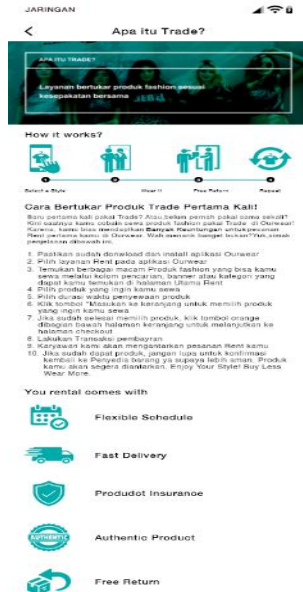 JARINGAN
Apa itu Trade?
APA ITU TRADE?
Layanan bertukar produk fashion sesuai
kesepakatan bersama
How it works?
Select a Style
Wear It
Free Return
Repeat
Cara Bertukar Produk Trade Pertama Kali!
Baru pertama kali pakai Trade? Atau belum pernah pakai sama sekali?
Kini saatnya kamu cobain sewa produk fashion pakai Trade di Ourwear!
Karena, kamu bisa mendapatkan Banyak Keuntungan untuk pesanan
Rent pertama kamu di Ourwear. Wah menarik banget bukan? Yuk, simak
penjelasan dibawah ini.
1. Pastikan sudah donwload dan install aplikasi Ourwear
2. Pilih layanan Rent pada aplikasi Ourwear
3. Temukan berbagai macam Produk fashion yang bisa kamu
sewa melalui kolom pencarian, banner atau kategori yang
dapat kamu temukan di halaman Utama Rent
4. Pilih produk yang ingin kamu sewa
5. Pilih durasi waktu penyewaan produk
6. Klik tombol "Masukan ke keranjang untuk memilih produk
yang ingin kamu sewa
7. Jika sudah selesai memilih produk, klik tombol orange
dibagian bawah halaman keranjang untuk melanjutkan ke
halaman checkout
8. Lakukan Transaksi pembayran
9. Karyawan kami akan mengantarkan pesanan Rent kamu
10. Jika sudah dapat produk, jangan lupa untuk konfirmasi
kembali ke Penyedia barang ya supaya lebih aman. Produk
kamu akan segera diantarkan. Enjoy Your Style! Buy Less
Wear More.
You rental comes with
Flexible Schedule
Fast Delivery
Produdct Insurance
AUTHENTIC
Authentic Product
Free Return